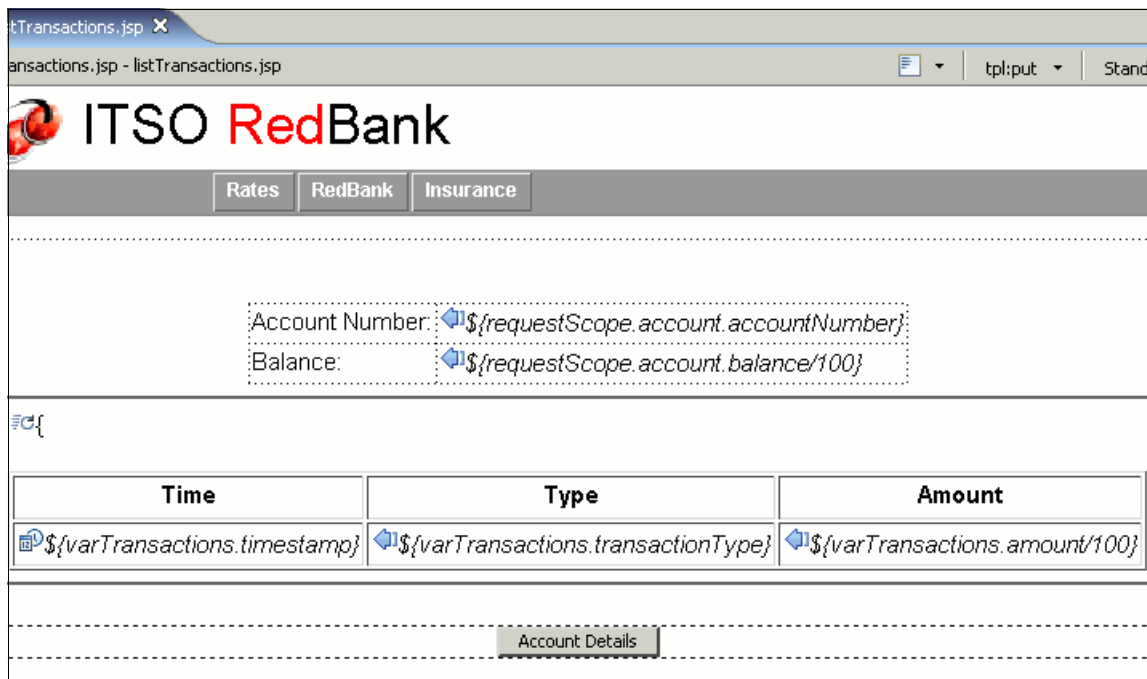 tTransactions.jsp
ansactions.jsp - listTransactions.jsp tpl:put Stand
ITSO RedBank
Rates RedBank Insurance
Account Number: ${requestScope.account.accountNumber}
Balance: ${requestScope.account.balance/100}
{
Time Type Amount
${varTransactions.timestamp} ${varTransactions.transactionType} ${varTransactions.amount/100}
Account Details